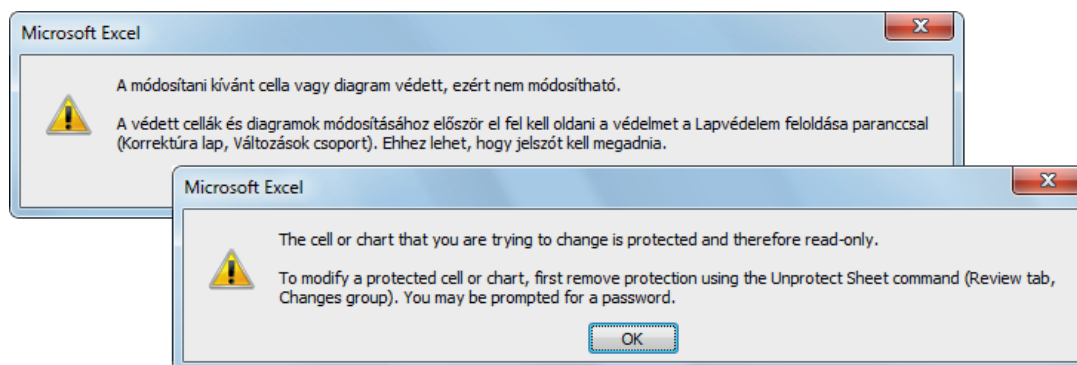 Microsoft Excel
A módosítani kívánt cella vagy diagram védett, ezért nem módosítható.
A védett cellák és diagramok módosításához először el fel kell oldani a védelmet a Lapvédelem feloldása paranccsal
(Korrektúra lap, Változások csoport). Ehhez lehet, hogy jelszót kell megadnia.
Microsoft Excel
The cell or chart that you are trying to change is protected and therefore read-only.
To modify a protected cell or chart, first remove protection using the Unprotect Sheet command (Review tab,
Changes group). You may be prompted for a password.
OK